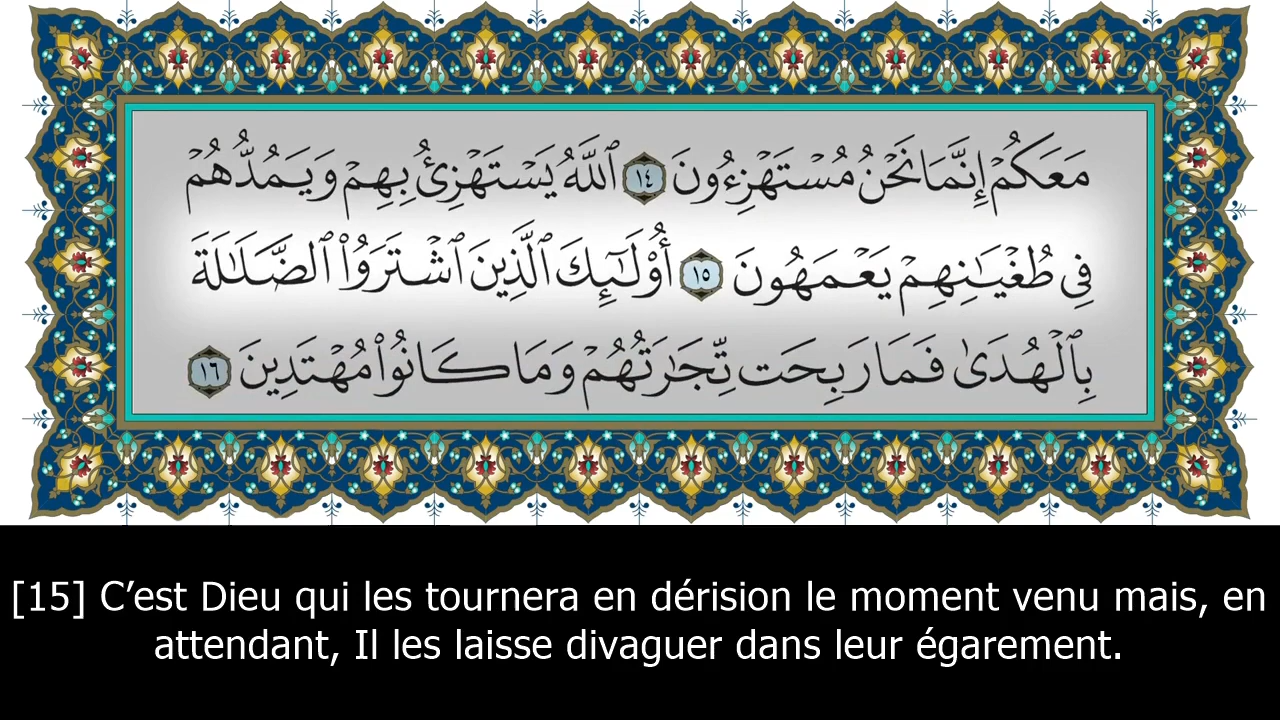 مَعَكُمْ إِنَّمَا نَحْنُ مُسْتَهْزِءُونَ ١٤ ٱللَّهُ يَسْتَهْزِئُ بِهِمْ وَيَمُدُّهُمْ
فِي طُغْيَـٰنِهِمْ يَعْمَهُونَ ١٥ أُو۟لَـٰٓئِكَ ٱلَّذِينَ ٱشْتَرَوُا۟ ٱلضَّلَـٰلَةَ
بِٱلْهُدَىٰ فَمَا رَبِحَت تِّجَـٰرَتُهُمْ وَمَا كَانُوا۟ مُهْتَدِينَ ١٦
[15] C’est Dieu qui les tournera en dérision le moment venu mais, en
attendant, Il les laisse divaguer dans leur égarement.